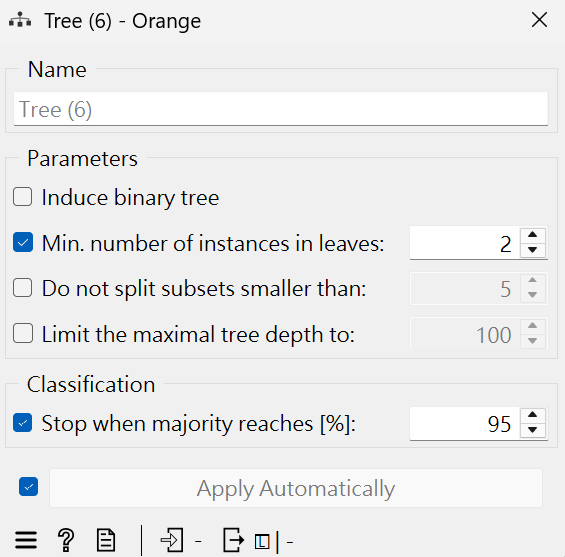 Tree (6) - Orange
Name
Tree (6)
Parameters
Induce binary tree
Min. number of instances in leaves: 2
Do not split subsets smaller than: 5
Limit the maximal tree depth to: 100
Classification
Stop when majority reaches [%]: 95
Apply Automatically
? - | -